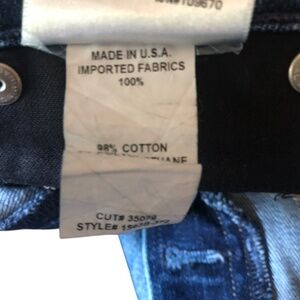 MADE IN U.S.A.
IMPORTED FABRICS
100%
98% COTTON
CUT# 35079
STYLE#